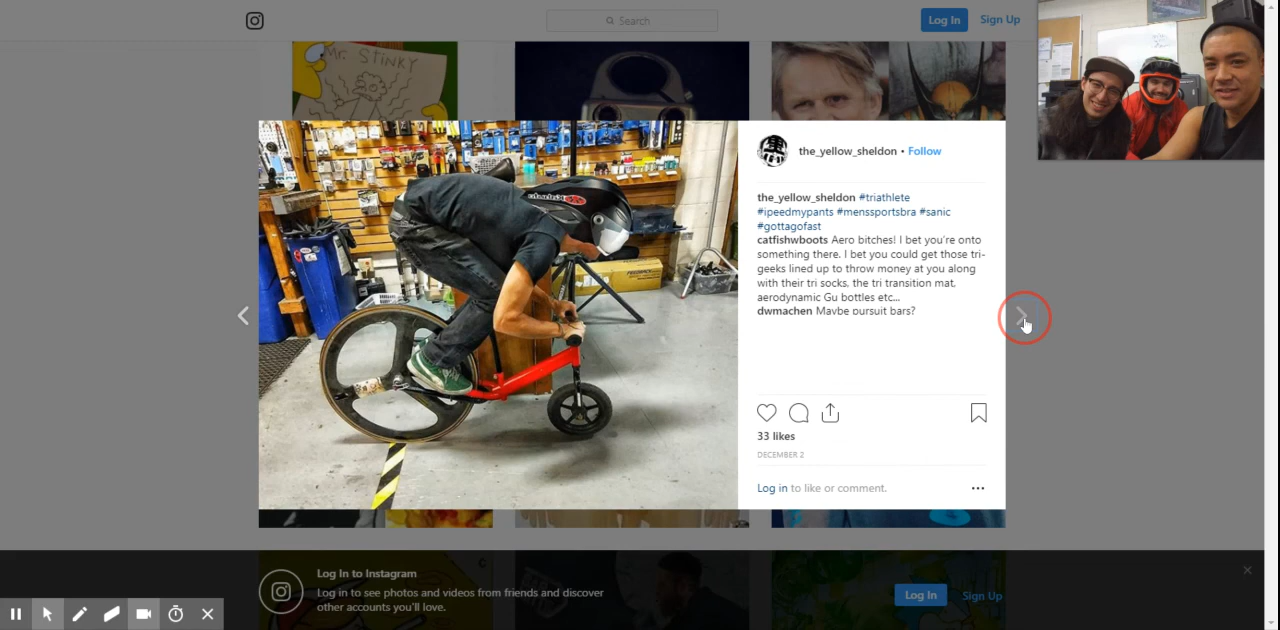 Search
Log In
Sign Up
MR. STINKY
the_yellow_sheldon • Follow
the_yellow_sheldon #triathlete
#ipeedmypants #menssportsbra #sanic
#gottagofast
catfishwboots Aero bitches! I bet you're onto
something there. I bet you could get those tri-
geeks lined up to throw money at you along
with their tri socks, the tri transition mat,
aerodynamic Gu bottles etc...
dwmachen Maybe pursuit bars?
33 likes
DECEMBER 2
Log in to like or comment.
Log In to Instagram
Log in to see photos and videos from friends and discover
other accounts you'll love.
Log In
Sign Up